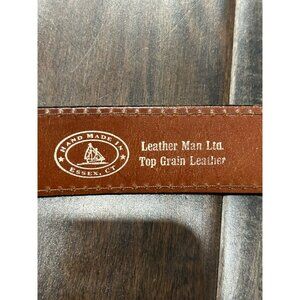 HAND MADE IN
ESSEX, CT
Leather Man Ltd.
Top Grain Leather